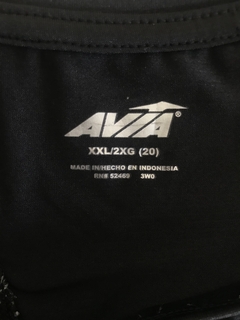 AVIA®
XXL/2XG (20)
MADE IN/HECHO EN INDONESIA
RN# 52469 3W0